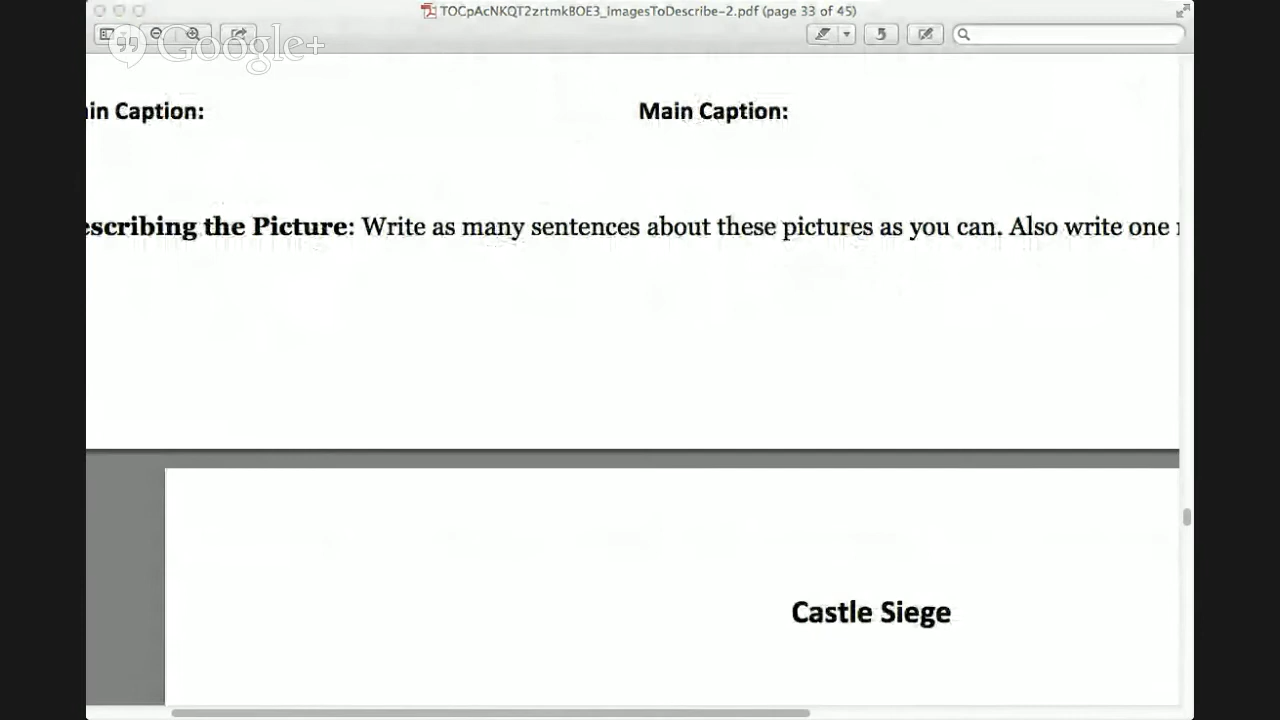 TOCpAcNKQT2zrtmkBOE3_ImagesToDescribe-2.pdf (page 33 of 45)
Google+
ain Caption:
Main Caption:
escribing the Picture: Write as many sentences about these pictures as you can. Also write one
Castle Siege